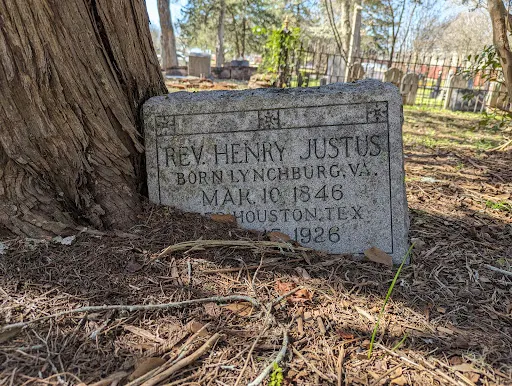 REV. HENRY JUSTUS
BORN LYNCHBURG, VA.
MAR. 10, 1846
HOUSTON, TEX
1926